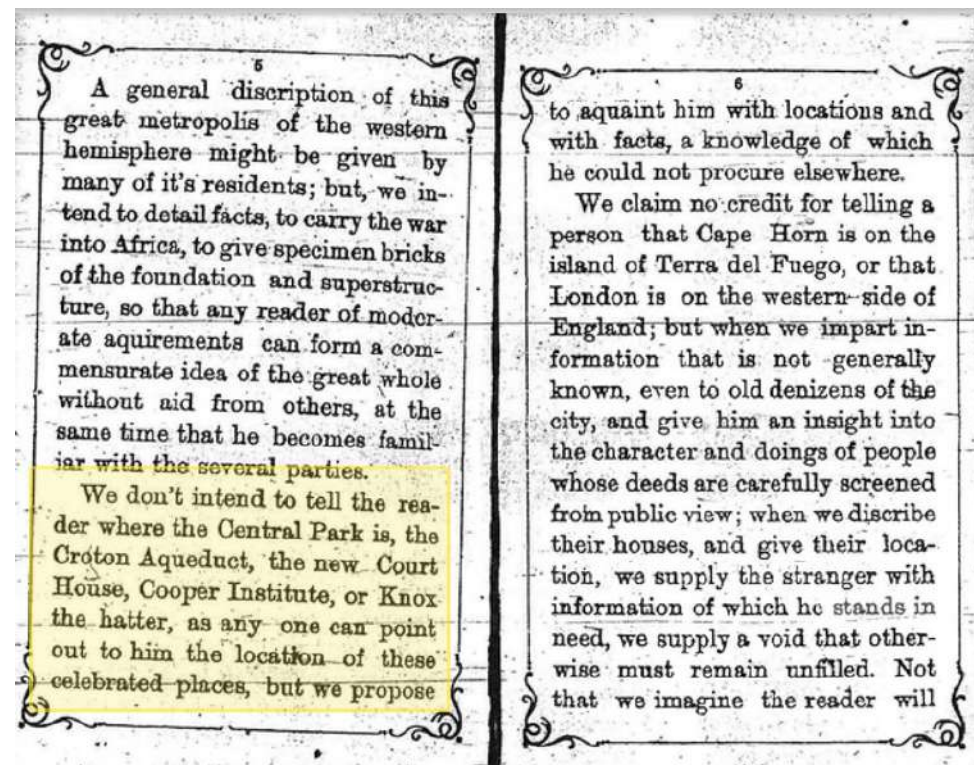 5
A general discription of this
great metropolis of the western
hemisphere might be given by
many of it's residents; but, we in-
tend to detail facts, to carry the war
into Africa, to give specimen bricks
of the foundation and superstruc-
ture, so that any reader of moder-
ate aquirements can form a com-
mensurate idea of the great whole
without aid from others, at the
same time that he becomes famil-
iar with the several parties.
We don't intend to tell the rea-
der where the Central Park is, the
Croton Aqueduct, the new Court
House, Cooper Institute, or Knox
the hatter, as any one can point
out to him the location of these
celebrated places, but we propose
6
to aquaint him with locations and
with facts, a knowledge of which
he could not procure elsewhere.
We claim no credit for telling a
person that Cape Horn is on the
island of Terra del Fuego, or that
London is on the western side of
England; but when we impart in-
formation that is not generally
known, even to old denizens of the
city, and give him an insight into
the character and doings of people
whose deeds are carefully screened
from public view; when we discribe
their houses, and give their loca-
tion, we supply the stranger with
information of which he stands in
need, we supply a void that other-
wise must remain unfilled. Not
that we imagine the reader will